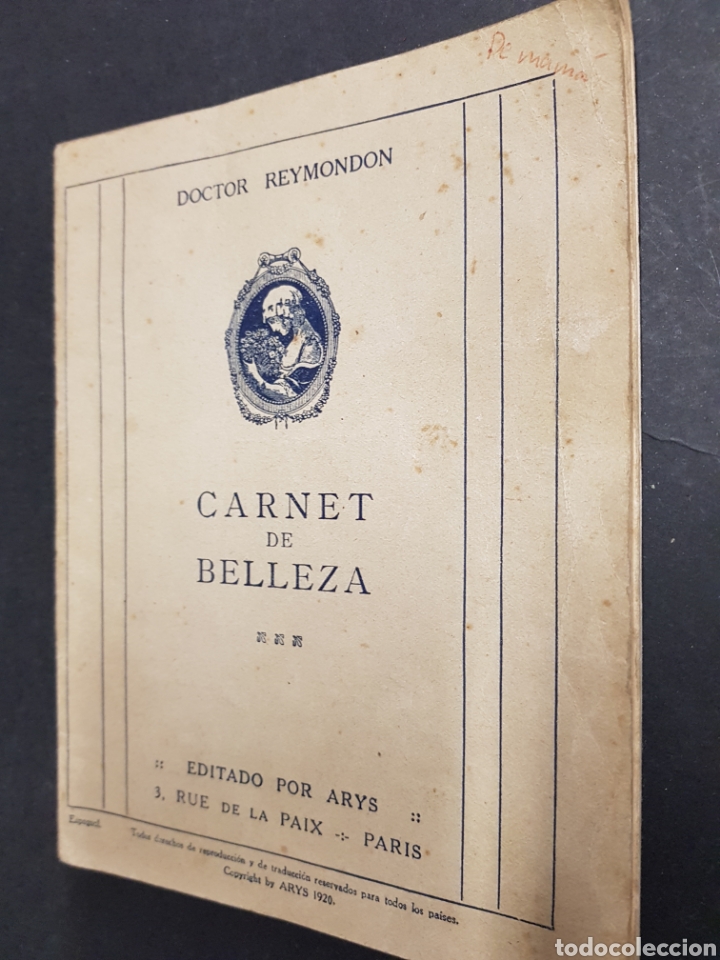 De mamá
DOCTOR REYMONDON
CARNET
DE
BELLEZA
:: EDITADO POR ARYS ::
3, RUE DE LA PAIX -:- PARIS
Espagnol.
Todos derechos de reproducción y de traducción reservados para todos los países.
Copyright by ARYS 1920.
todocoleccion